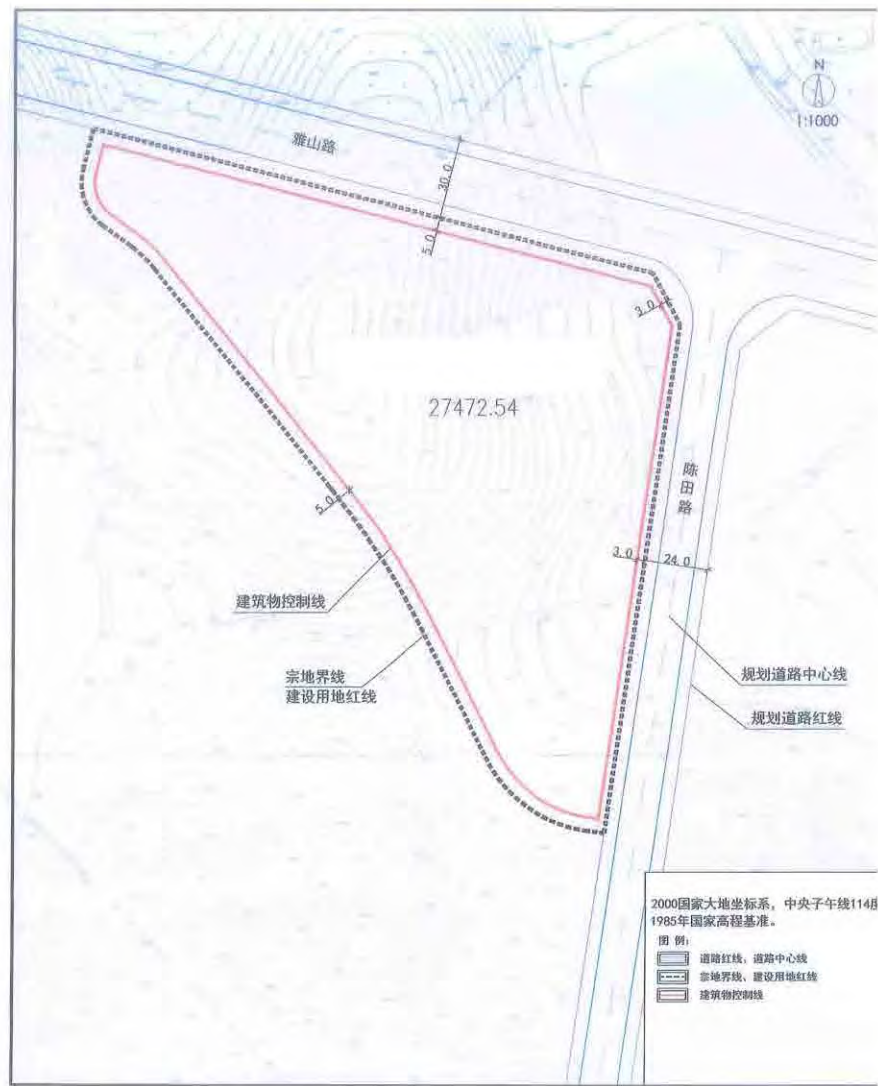 N
1:1000
雅山路
30.0
5.0
3.0
27472.54
陈田路
5.0
3.0
24.0
建筑物控制线
宗地界线
建设用地红线
规划道路中心线
规划道路红线
2000国家大地坐标系，中央子午线114
1985年国家高程基准。
图 例：
道路红线、道路中心线
宗地界线、建设用地红线
建筑物控制线